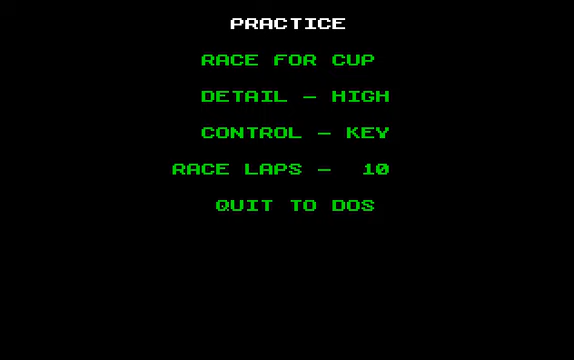 PRACTICE
RACE FOR CUP
DETAIL - HIGH
CONTROL - KEY
RACE LAPS - 10
QUIT TO DOS